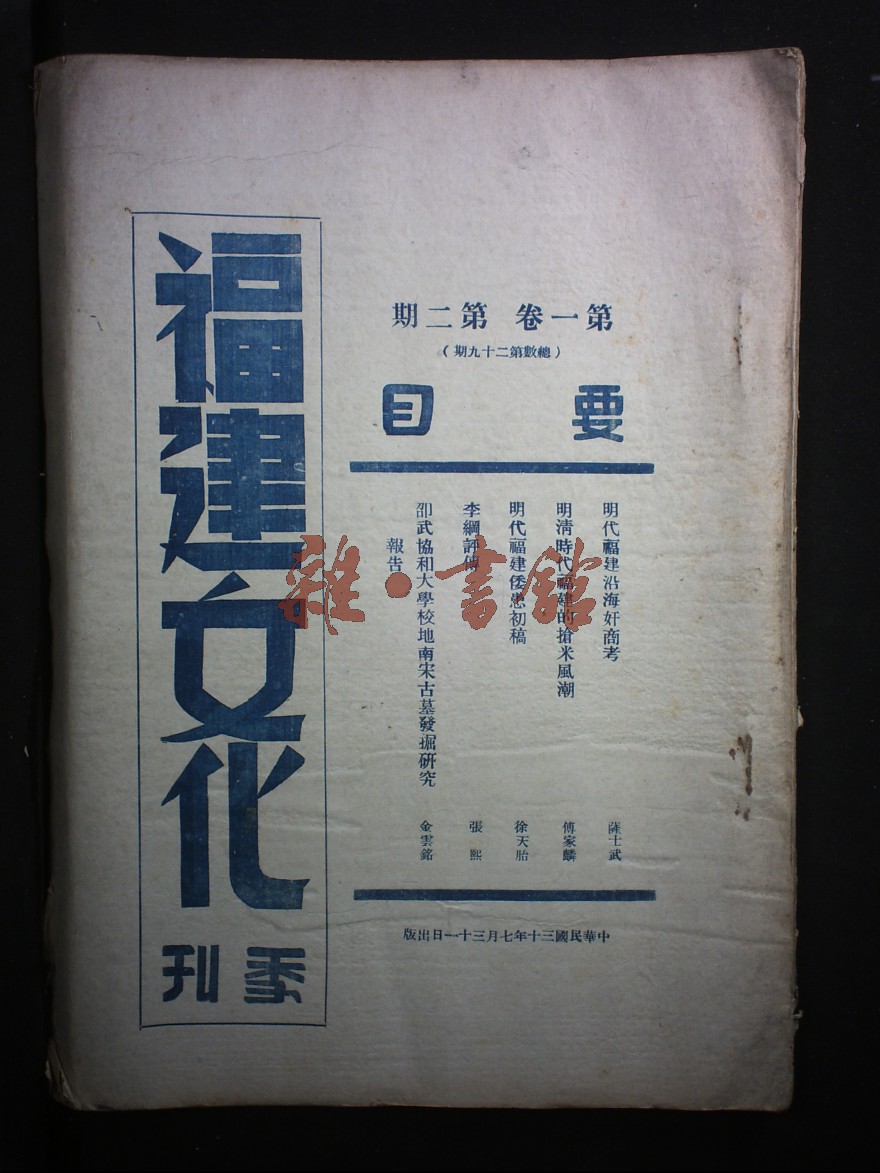 福建文化
季刊
第一卷 第二期
（總數第二十九期）
要目
明代福建沿海奸商考 薩士武
明清時代福建的搶米風潮 傅家麟
明代福建倭患初稿 徐天胎
李綱評傳 張熙
邵武協和大學校地南宋古墓發掘研究 金雲銘
報告
中華民國三十年七月三十一日出版
雜·書館